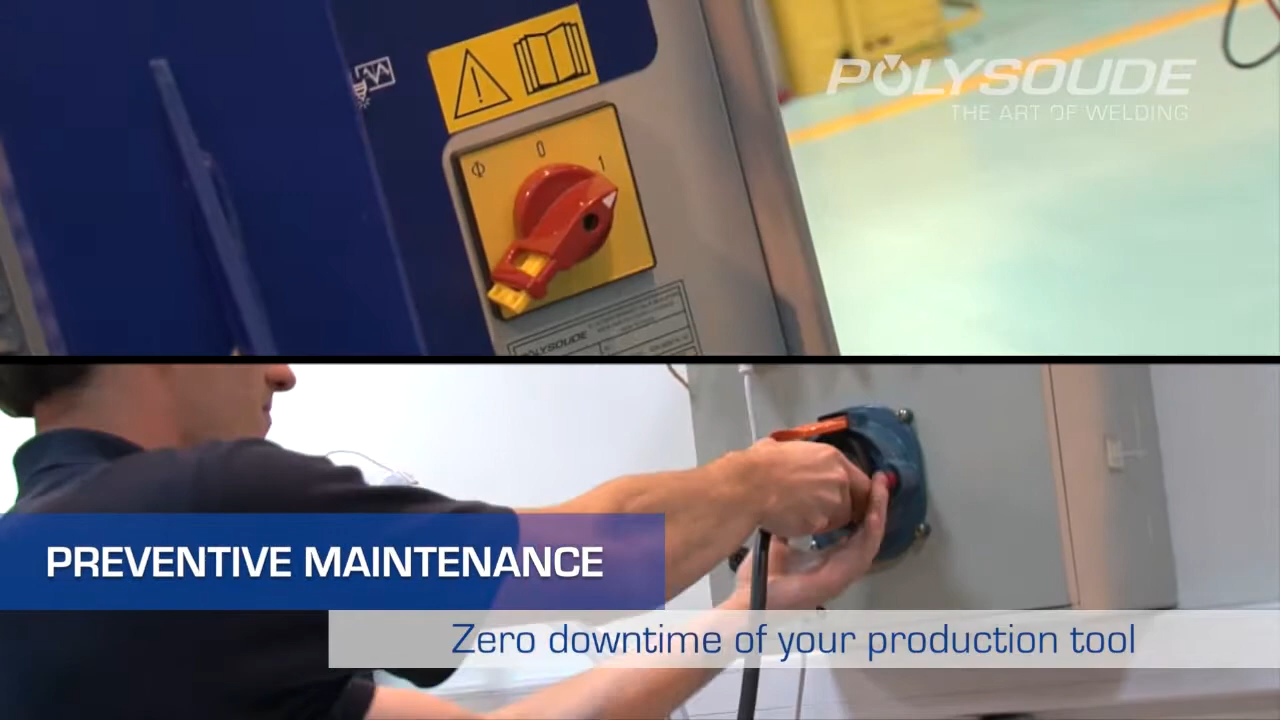 POLYSOUDE
THE ART OF WELDING
0
1
POLYSOUDE
PREVENTIVE MAINTENANCE
Zero downtime of your production tool